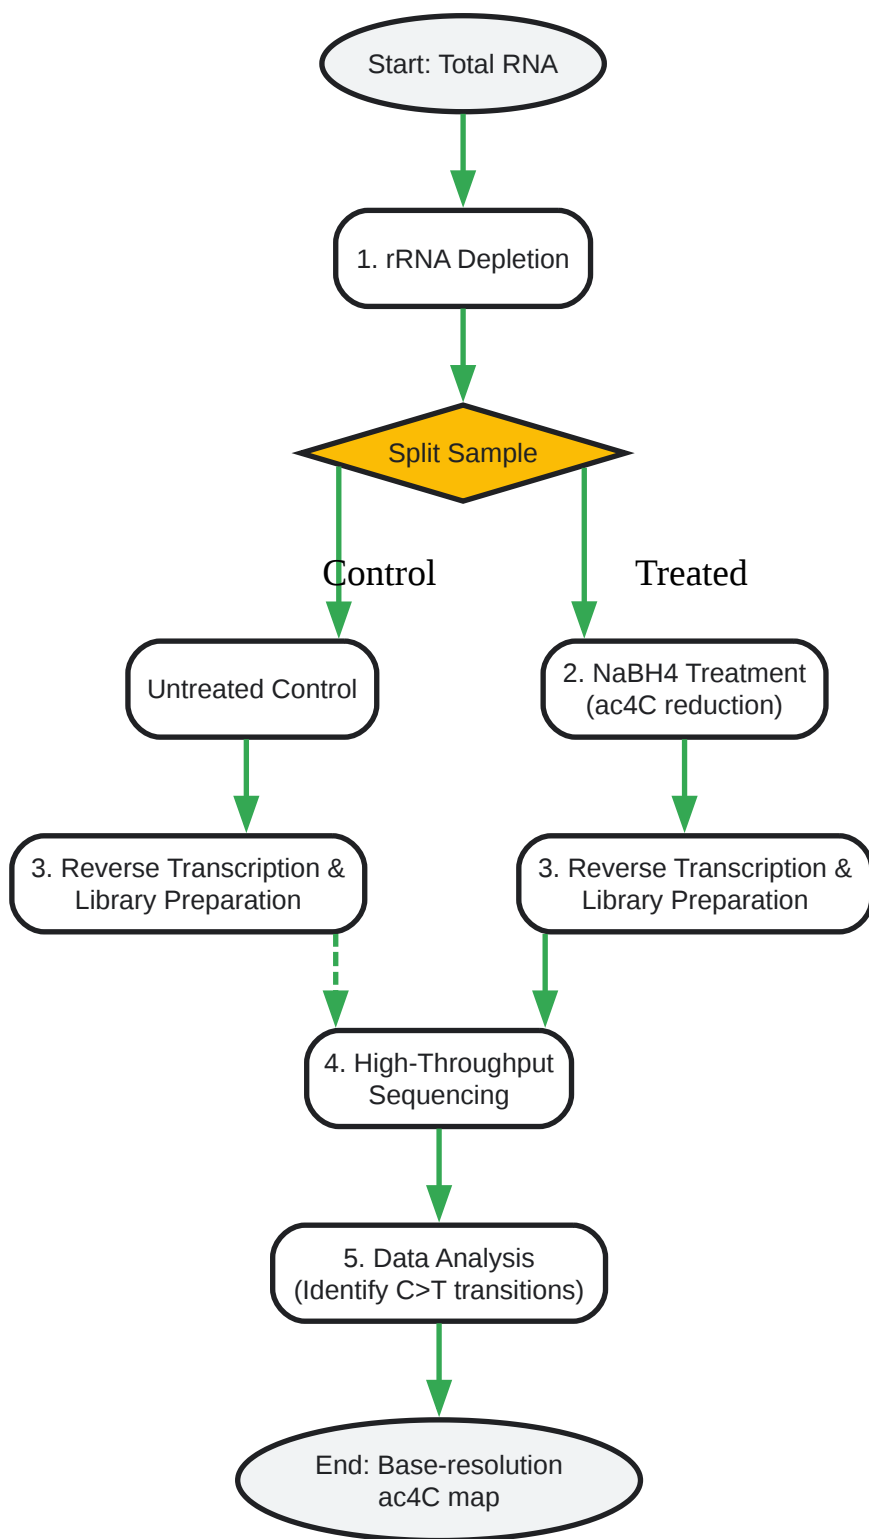 Start: Total RNA
1. rRNA Depletion
Split Sample
Control
Treated
Untreated Control
2. NaBH4 Treatment
(ac4C reduction)
3. Reverse Transcription &
Library Preparation
3. Reverse Transcription &
Library Preparation
4. High-Throughput
Sequencing
5. Data Analysis
(Identify C>T transitions)
End: Base-resolution
ac4C map